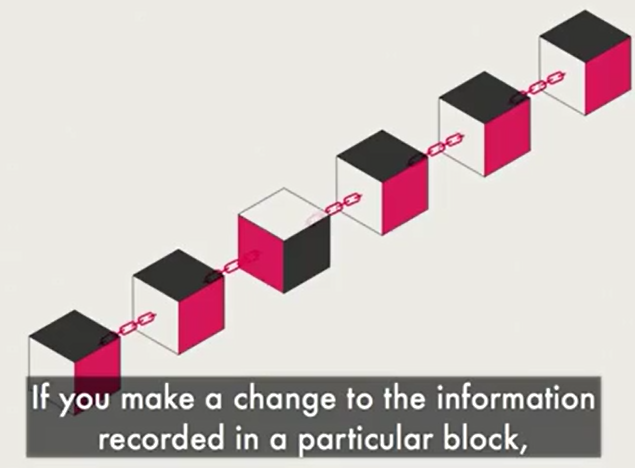 If you make a change to the information
recorded in a particular block,